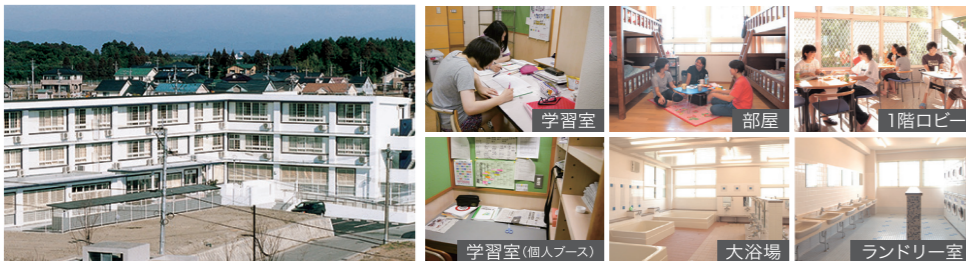 学習室
部屋
1階ロビー
学習室（個人ブース）
大浴場
ランドリー室